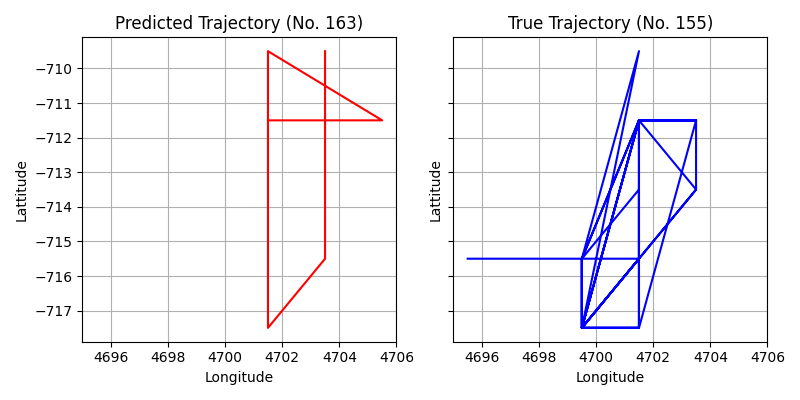 Predicted Trajectory (No. 163)
True Trajectory (No. 155)
−710
−711
−712
−713
−714
−715
−716
−717
Lattitude
Lattitude
4696 4698 4700 4702 4704 4706
4696 4698 4700 4702 4704 4706
Longitude
Longitude